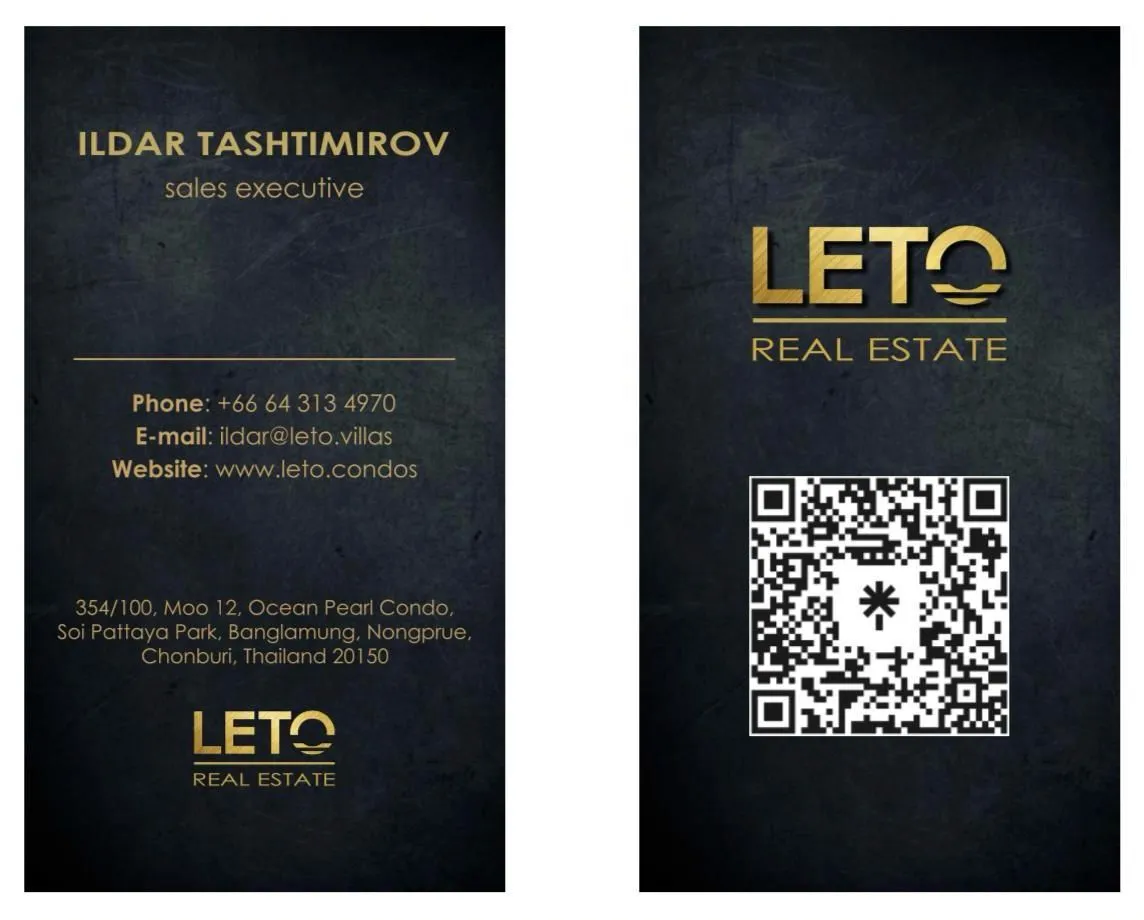 ILDAR TASHTIMIROV
sales executive
Phone: +66 64 313 4970
E-mail: ildar@leto.villas
Website: www.leto.condos
354/100, Moo 12, Ocean Pearl Condo,
Soi Pattaya Park, Banglamung, Nongprue,
Chonburi, Thailand 20150
LETO
REAL ESTATE
LETO
REAL ESTATE